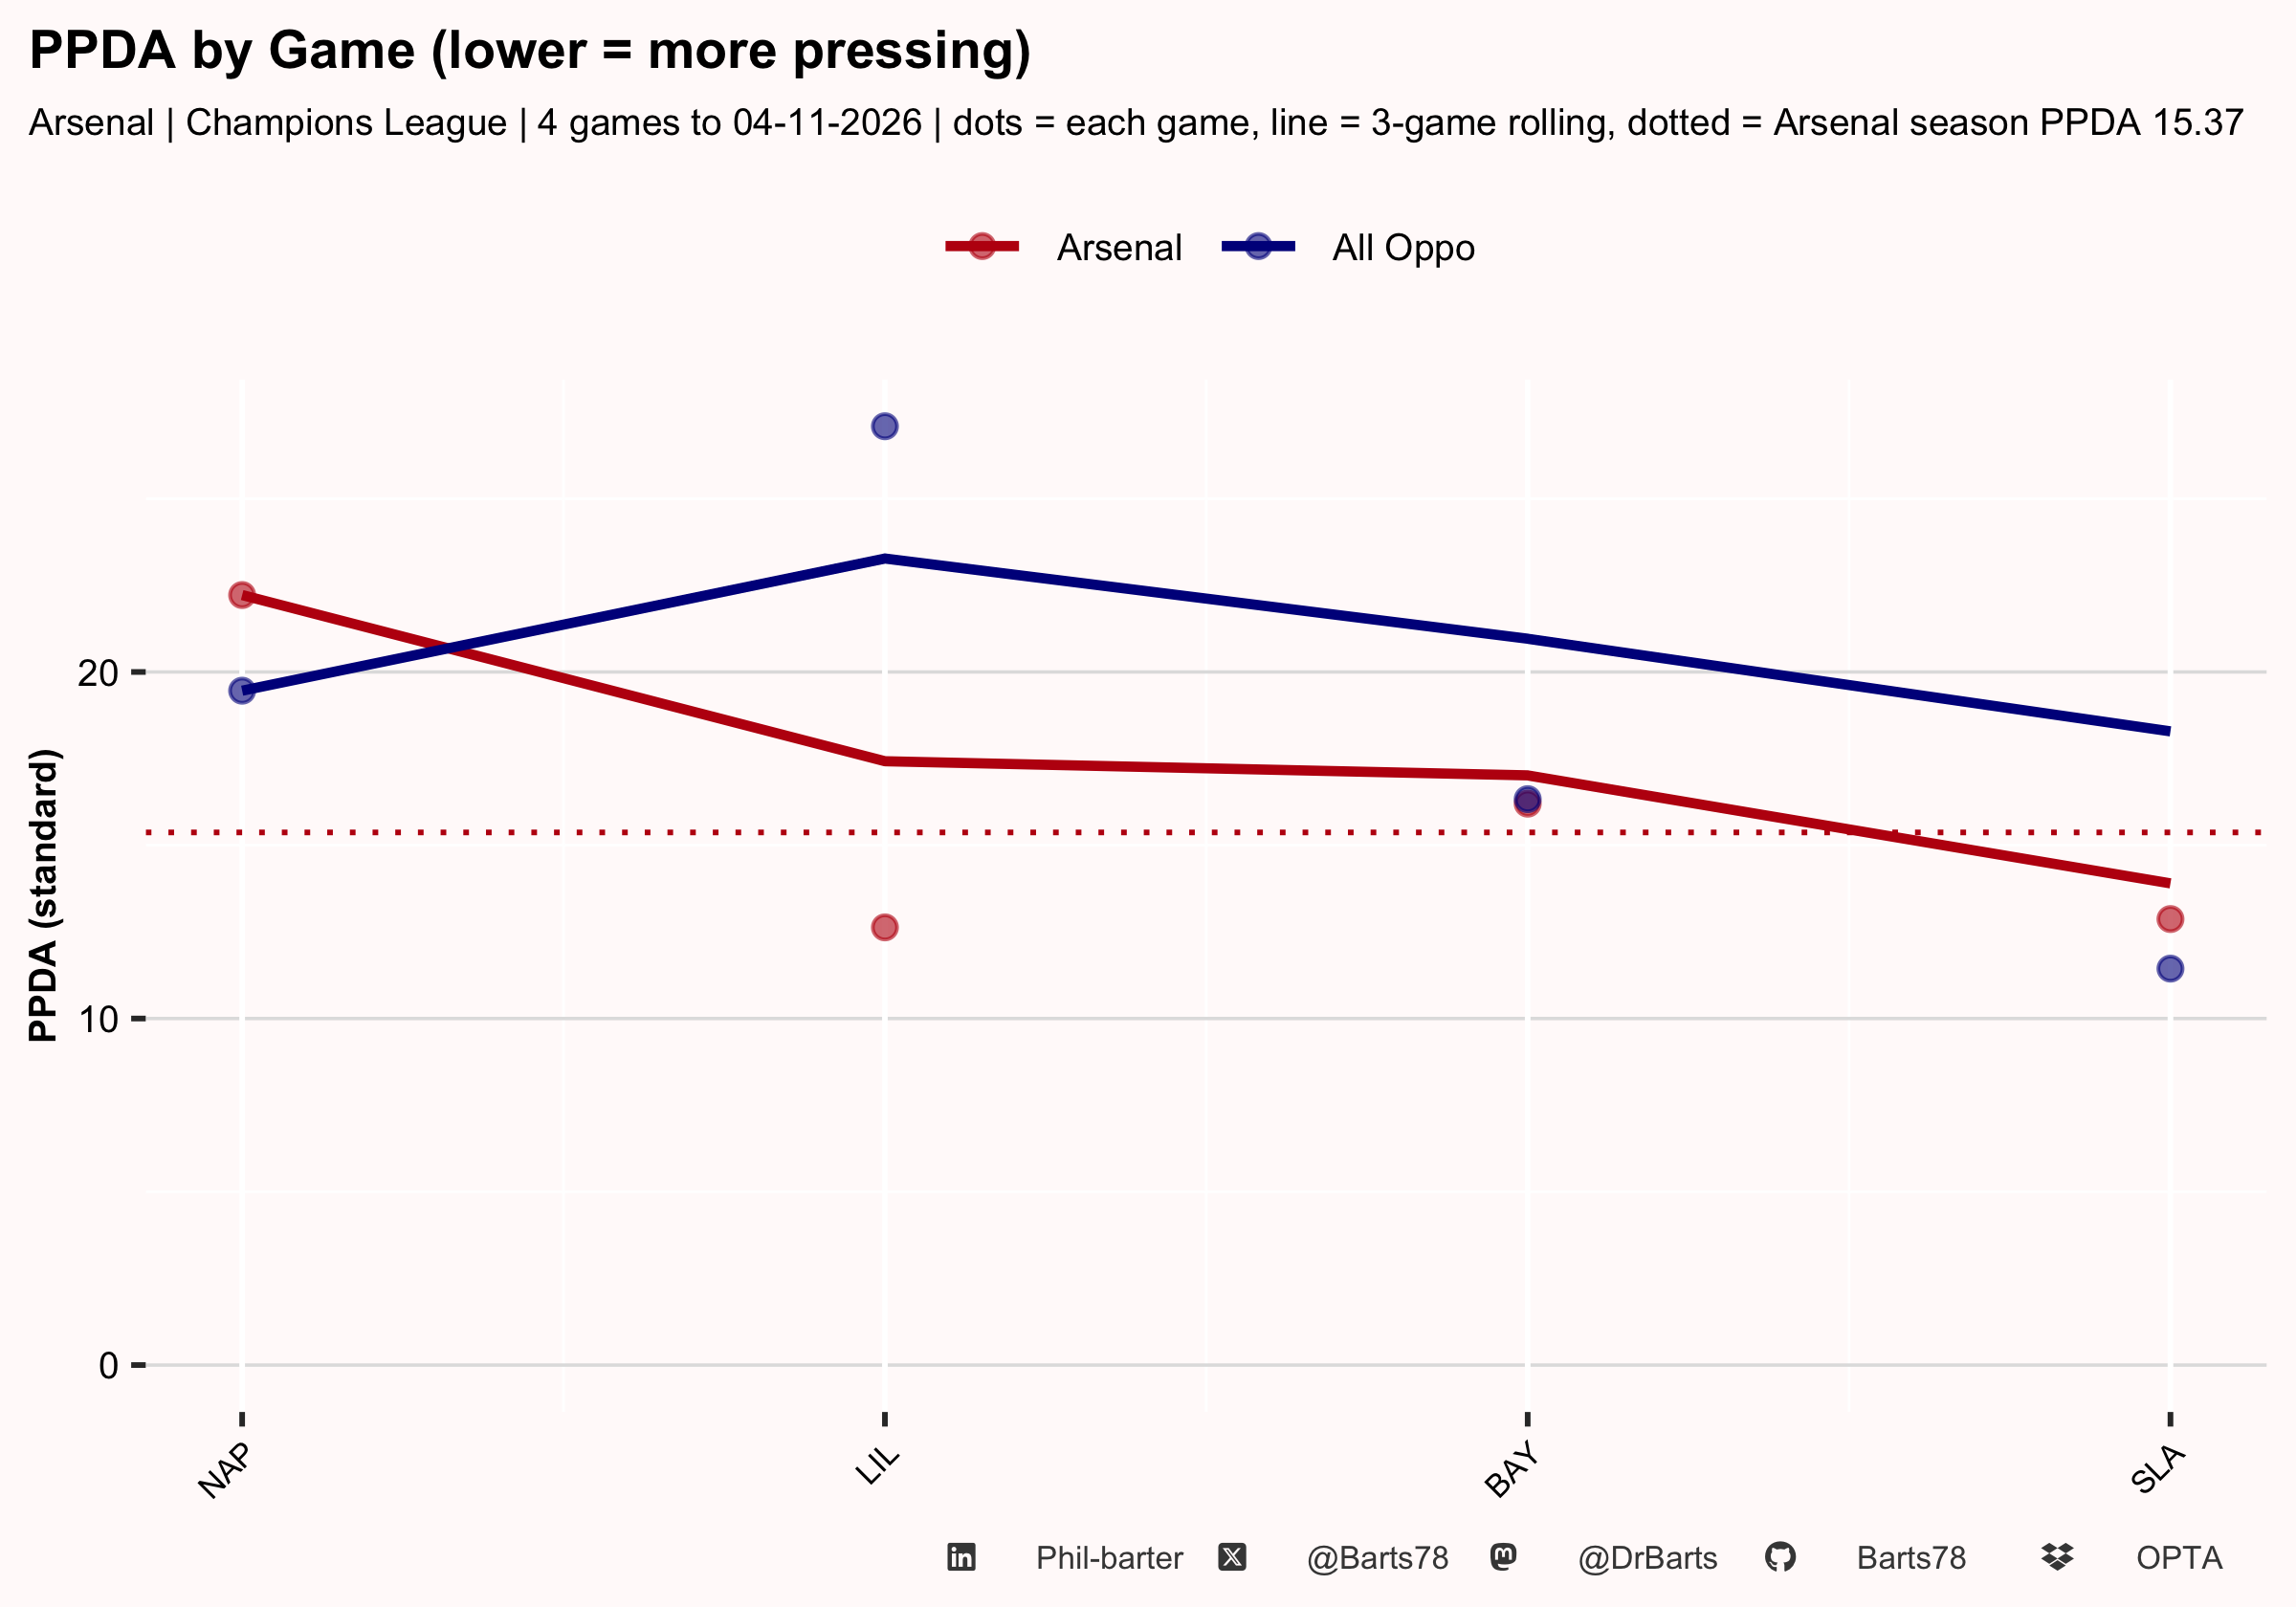 PPDA by Game (lower = more pressing)
Arsenal | Champions League | 4 games to 04-11-2026 | dots = each game, line = 3-game rolling, dotted = Arsenal season PPDA 15.37
Arsenal All Oppo
PPDA (standard)
20
10
0
NAP LIL BAY SLA
Phil-barter @Barts78 @DrBarts Barts78 OPTA